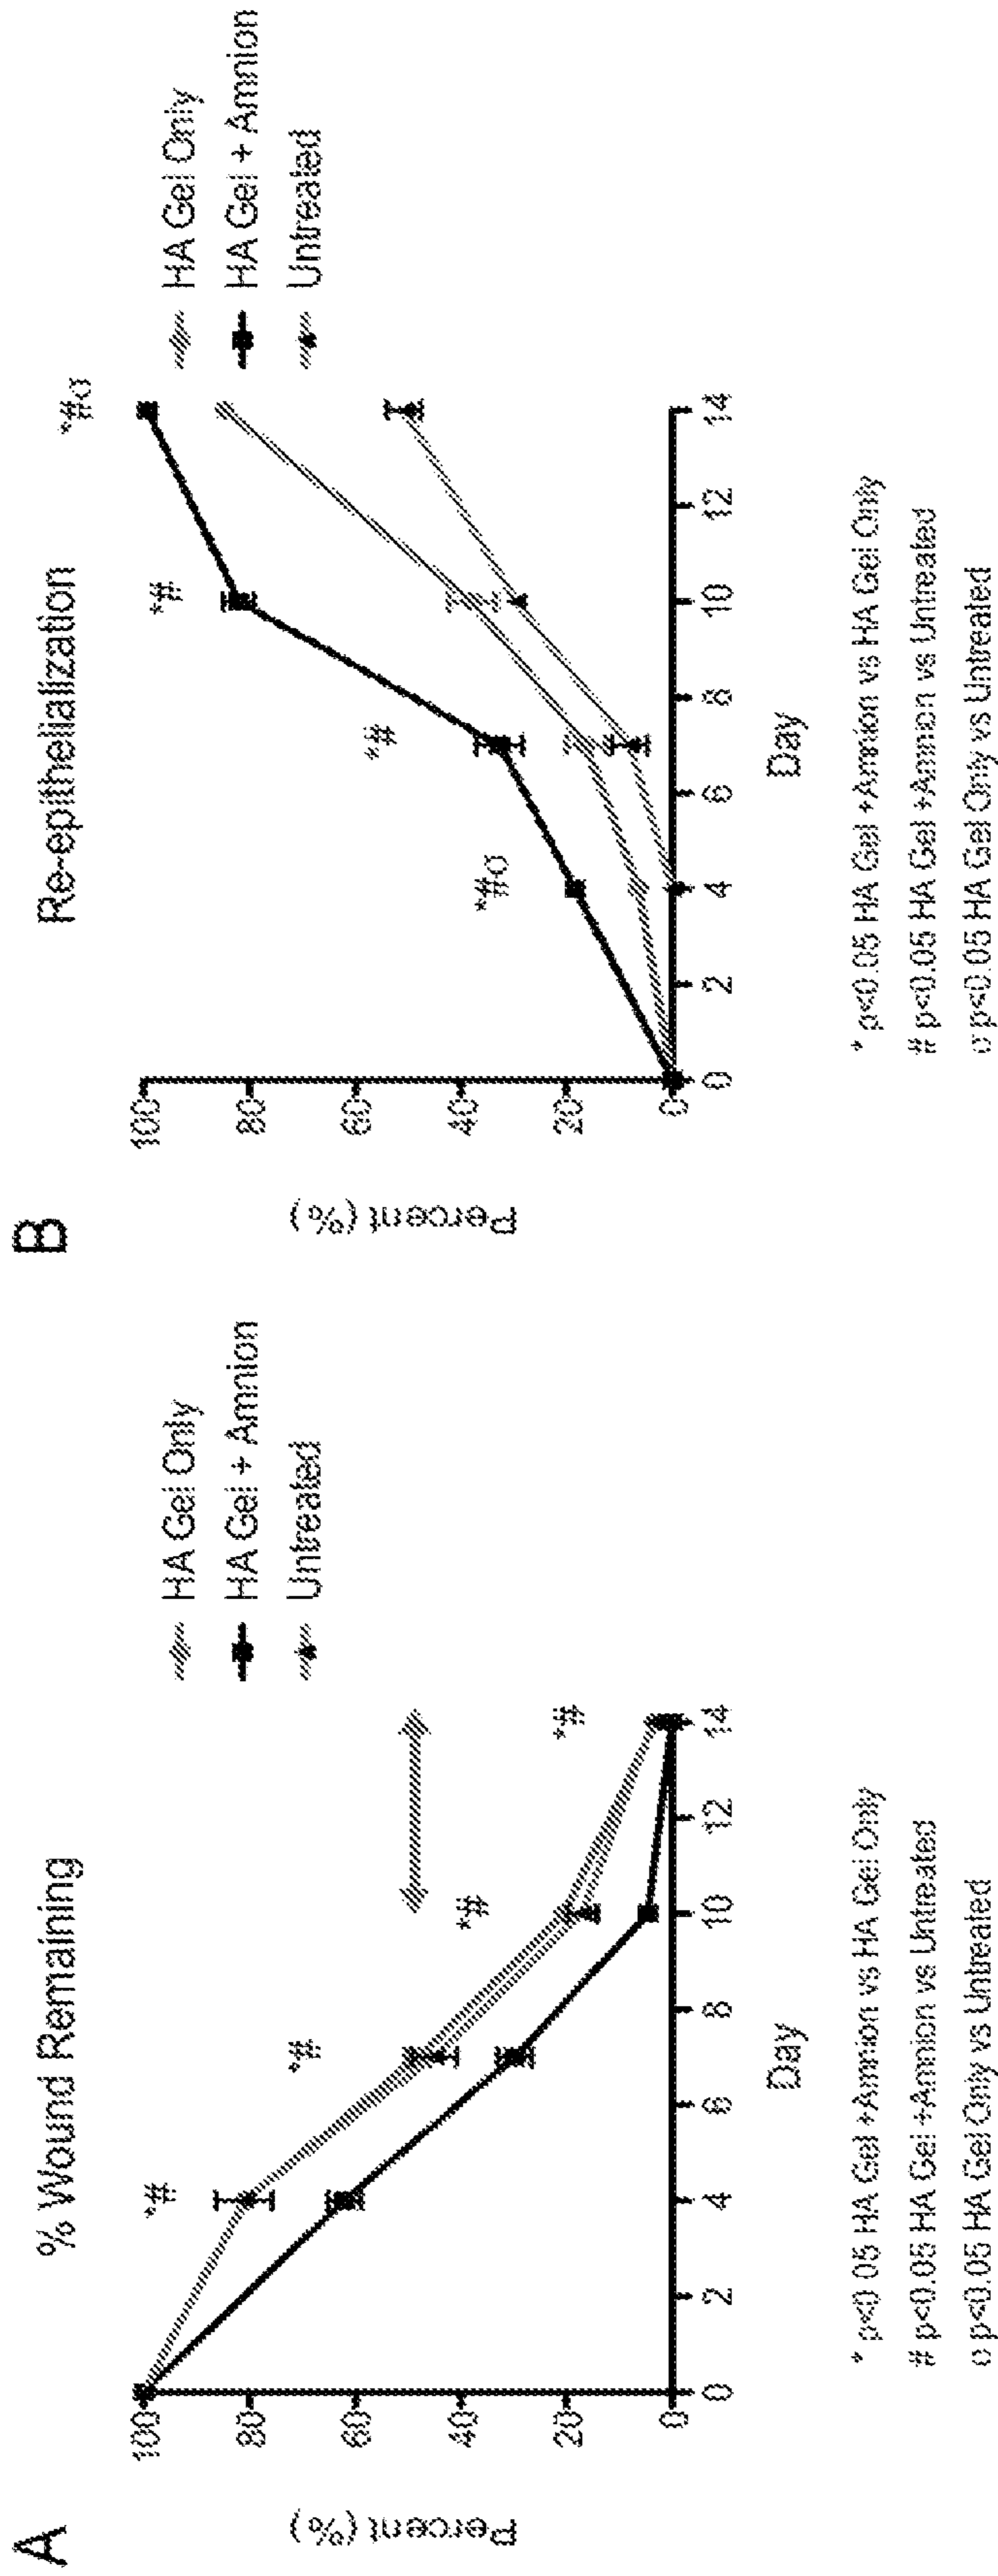 A
% Wound Remaining
Percent (%)
100
80
60
40
20
0
0 2 4 6 8 10 12 14
Day
*#
*#
*#
*#
HA Gel Only
HA Gel + Amnion
Untreated
* p<0.05 HA Gel +Amnion vs HA Gel Only
# p<0.05 HA Gel +Amnion vs Untreated
σ p<0.05 HA Gel Only vs Untreated
B
Re-epithelialization
Percent (%)
100
80
60
40
20
0
0 2 4 6 8 10 12 14
Day
*#σ
*#
*#
*#σ
HA Gel Only
HA Gel + Amnion
Untreated
* p<0.05 HA Gel +Amnion vs HA Gel Only
# p<0.05 HA Gel +Amnion vs Untreated
σ p<0.05 HA Gel Only vs Untreated